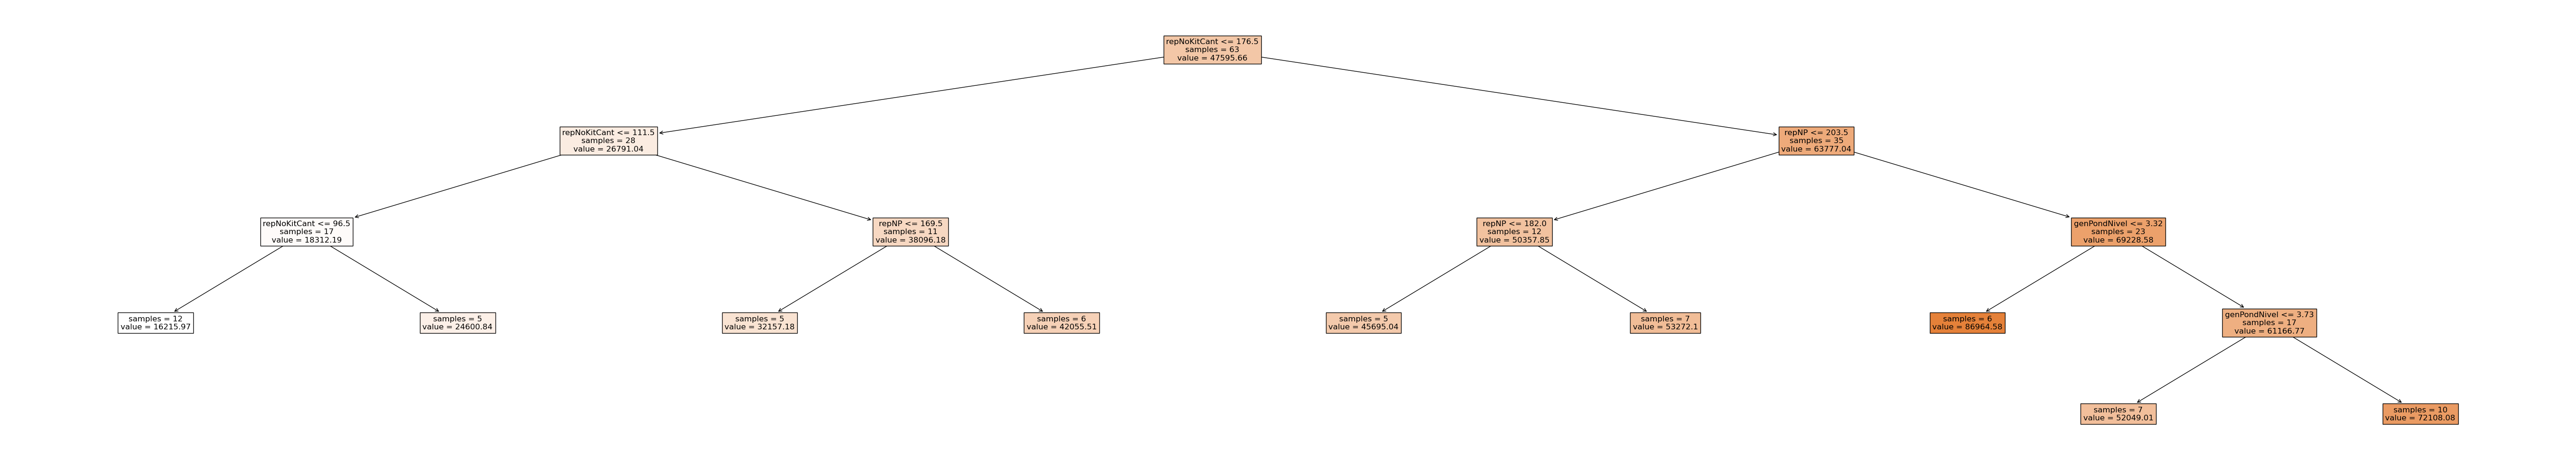 repNoKitCant <= 176.5
samples = 63
value = 47595.66
repNoKitCant <= 111.5
samples = 28
value = 26791.04
repNP <= 203.5
samples = 35
value = 63777.04
repNoKitCant <= 96.5
samples = 17
value = 18312.19
repNP <= 169.5
samples = 11
value = 38096.18
repNP <= 182.0
samples = 12
value = 50357.85
genPondNivel <= 3.32
samples = 23
value = 69228.58
samples = 12
value = 16215.97
samples = 5
value = 24600.84
samples = 5
value = 32157.18
samples = 6
value = 42055.51
samples = 5
value = 45695.04
samples = 7
value = 53272.1
samples = 6
value = 86964.58
genPondNivel <= 3.73
samples = 17
value = 61166.77
samples = 7
value = 52049.01
samples = 10
value = 72108.08